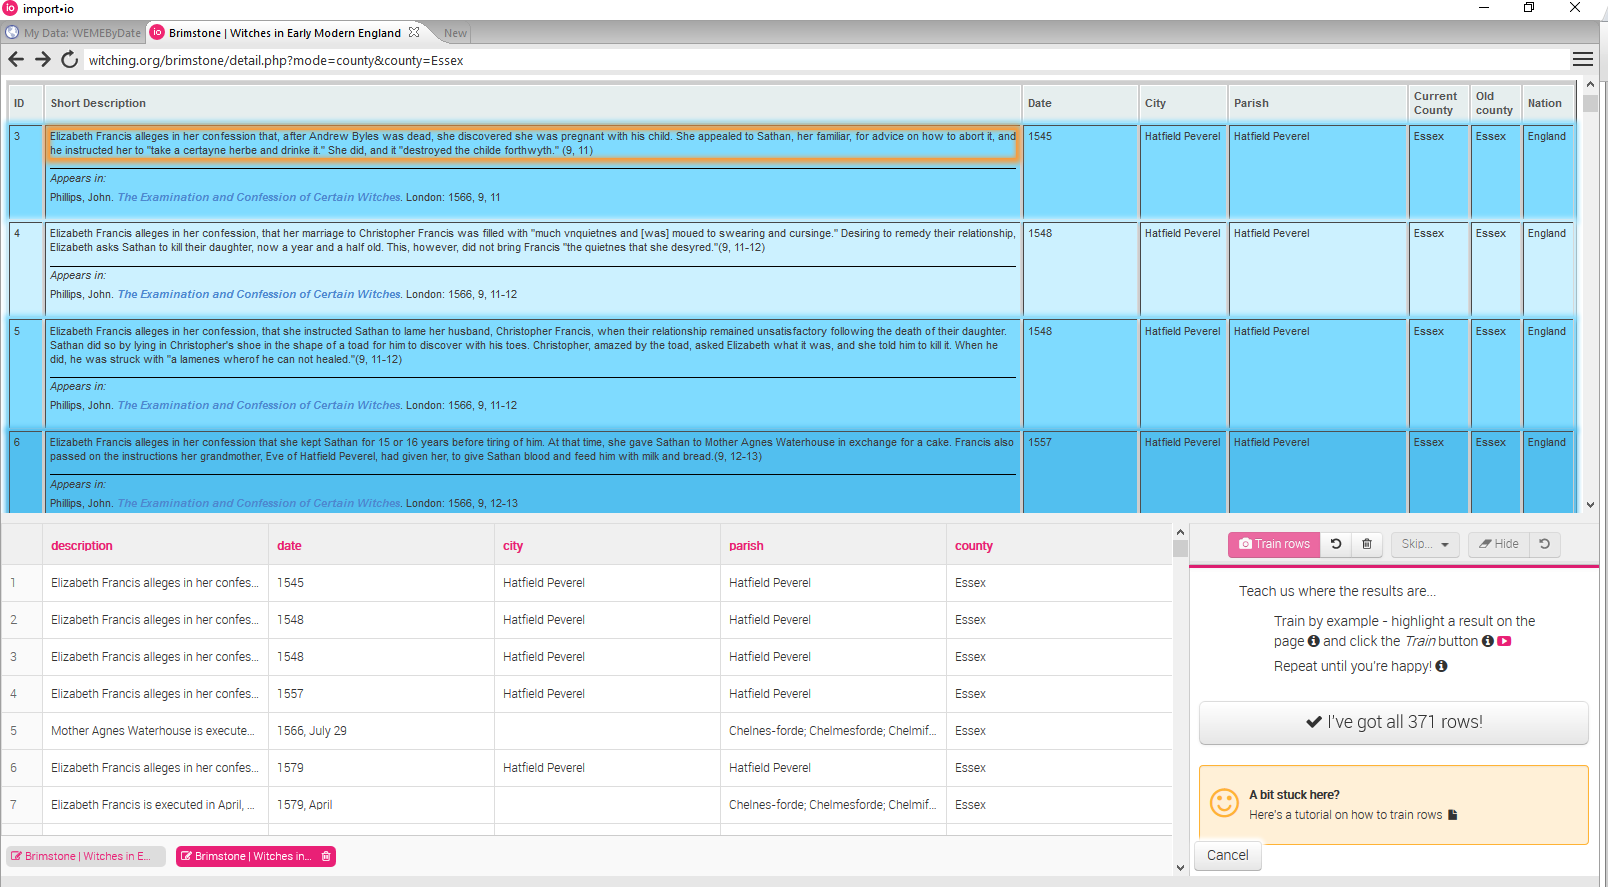 import•io
My Data: WEMEByDate
Brimstone | Witches in Early Modern England
New
witching.org/brimstone/detail.php?mode=county&county=Essex
ID Short Description Date City Parish Current County Old county Nation
3 Elizabeth Francis alleges in her confession that, after Andrew Byles was dead, she discovered she was pregnant with his child. She appealed to Sathan, her familiar, for advice on how to abort it, and
he instructed her to "take a certayne herbe and drinke it." She did, and it "destroyed the childe forthwyth." (9, 11)
1545 Hatfield Peverel Hatfield Peverel Essex Essex England
Appears in:
Phillips, John. The Examination and Confession of Certain Witches. London: 1566, 9, 11
4 Elizabeth Francis alleges in her confession, that her marriage to Christopher Francis was filled with "much vnquietnes and [was] moued to swearing and cursinge." Desiring to remedy their relationship,
Elizabeth asks Sathan to kill their daughter, now a year and a half old. This, however, did not bring Francis "the quietnes that she desyred."(9, 11-12)
1548 Hatfield Peverel Hatfield Peverel Essex Essex England
Appears in:
Phillips, John. The Examination and Confession of Certain Witches. London: 1566, 9, 11-12
5 Elizabeth Francis alleges in her confession, that she instructed Sathan to lame her husband, Christopher Francis, when their relationship remained unsatisfactory following the death of their daughter.
Sathan did so by lying in Christopher's shoe in the shape of a toad for him to discover with his toes. Christopher, amazed by the toad, asked Elizabeth what it was, and she told him to kill it. When he
did, he was struck with "a lamenes wherof he can not healed."(9, 11-12)
1548 Hatfield Peverel Hatfield Peverel Essex Essex England
Appears in:
Phillips, John. The Examination and Confession of Certain Witches. London: 1566, 9, 11-12
6 Elizabeth Francis alleges in her confession that she kept Sathan for 15 or 16 years before tiring of him. At that time, she gave Sathan to Mother Agnes Waterhouse in exchange for a cake. Francis also
passed on the instructions her grandmother, Eve of Hatfield Peverel, had given her, to give Sathan blood and feed him with milk and bread.(9, 12-13)
1557 Hatfield Peverel Hatfield Peverel Essex Essex England
Appears in:
Phillips, John. The Examination and Confession of Certain Witches. London: 1566, 9, 12-13
description date city parish county
1 Elizabeth Francis alleges in her confes... 1545 Hatfield Peverel Hatfield Peverel Essex
2 Elizabeth Francis alleges in her confes... 1548 Hatfield Peverel Hatfield Peverel Essex
3 Elizabeth Francis alleges in her confes... 1548 Hatfield Peverel Hatfield Peverel Essex
4 Elizabeth Francis alleges in her confes... 1557 Hatfield Peverel Hatfield Peverel Essex
5 Mother Agnes Waterhouse is execute... 1566, July 29 Chelnes-forde; Chelmesforde; Chelmif... Essex
6 Elizabeth Francis alleges in her confes... 1579 Hatfield Peverel Hatfield Peverel Essex
7 Elizabeth Francis is executed in April, ... 1579, April Chelnes-forde; Chelmesforde; Chelmif... Essex
Brimstone | Witches in E...
Brimstone | Witches in...
Train rows
Skip...
Hide
Teach us where the results are...
Train by example - highlight a result on the
page and click the Train button
Repeat until you're happy!
I've got all 371 rows!
A bit stuck here?
Here's a tutorial on how to train rows
Cancel